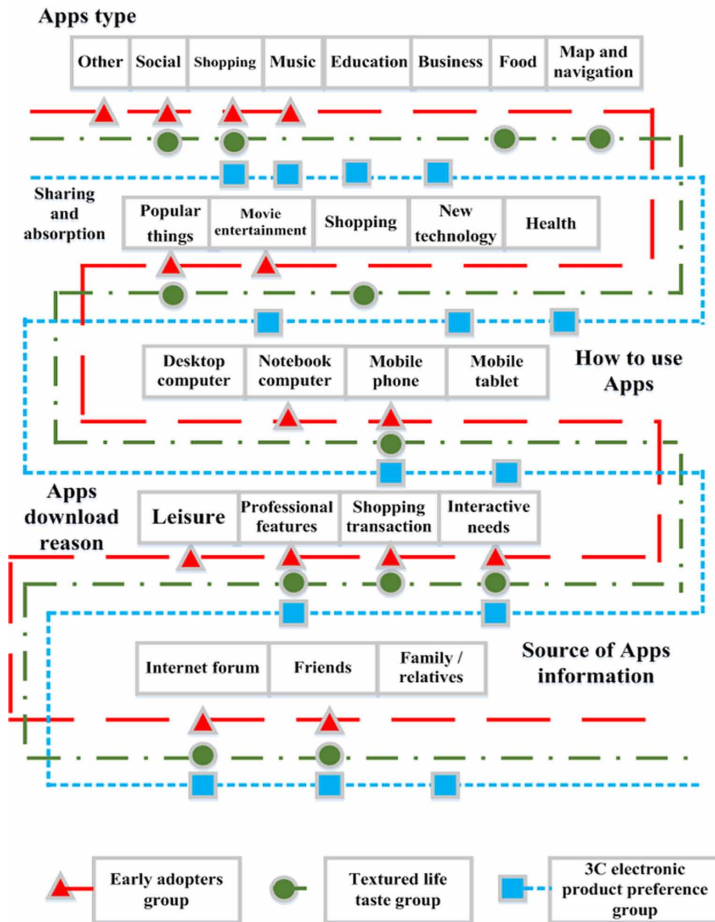 Apps type
Other Social Shopping Music Education Business Food Map and
navigation
Sharing
and
absorption
Popular
things
Movie
entertainment
Shopping
New
technology
Health
Desktop
computer
Notebook
computer
Mobile
phone
Mobile
tablet
How to use
Apps
Apps
download
reason
Leisure
Professional
features
Shopping
transaction
Interactive
needs
Internet forum
Friends
Family /
relatives
Source of Apps
information
Early adopters
group
Textured life
taste group
3C electronic
product preference
group